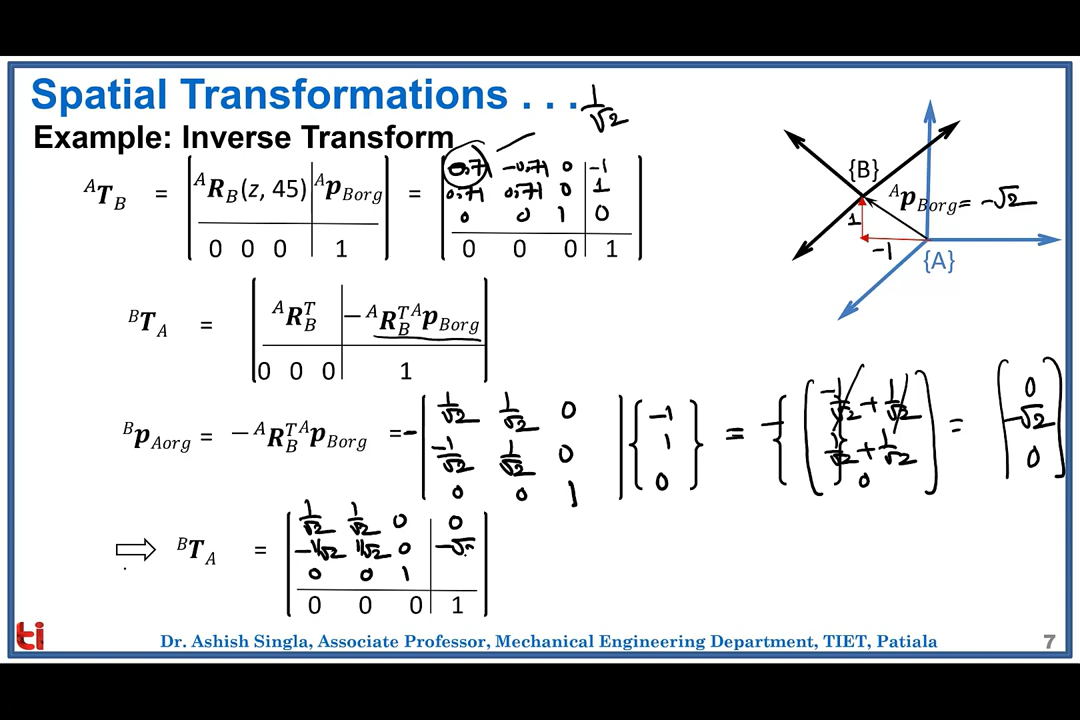 Spatial Transformations . . . 1/√2
Example: Inverse Transform
ᴬT_B = [ ᴬR_B(z, 45) | ᴬp_Borg ; 0 0 0 | 1 ] = [ 0.71 -0.71 0 | -1 ; 0.71 0.71 0 | 1 ; 0 0 1 | 0 ; 0 0 0 | 1 ]
{B}
ᴬp_Borg = -√2
1
-1
{A}
ᴮT_A = [ ᴬR_Bᵀ | −ᴬR_Bᵀ ᴬp_Borg ; 0 0 0 | 1 ]
ᴮp_Aorg = −ᴬR_Bᵀ ᴬp_Borg = - [ 1/√2 1/√2 0 ; -1/√2 1/√2 0 ; 0 0 1 ] { -1 ; 1 ; 0 } = - { -1/√2 + 1/√2 ; 1/√2 + 1/√2 ; 0 } = ( 0 ; -√2 ; 0 )
⇒ ᴮT_A = [ 1/√2 1/√2 0 | 0 ; -1/√2 1/√2 0 | -√2 ; 0 0 1 | ; 0 0 0 | 1 ]
ti
Dr. Ashish Singla, Associate Professor, Mechanical Engineering Department, TIET, Patiala
7